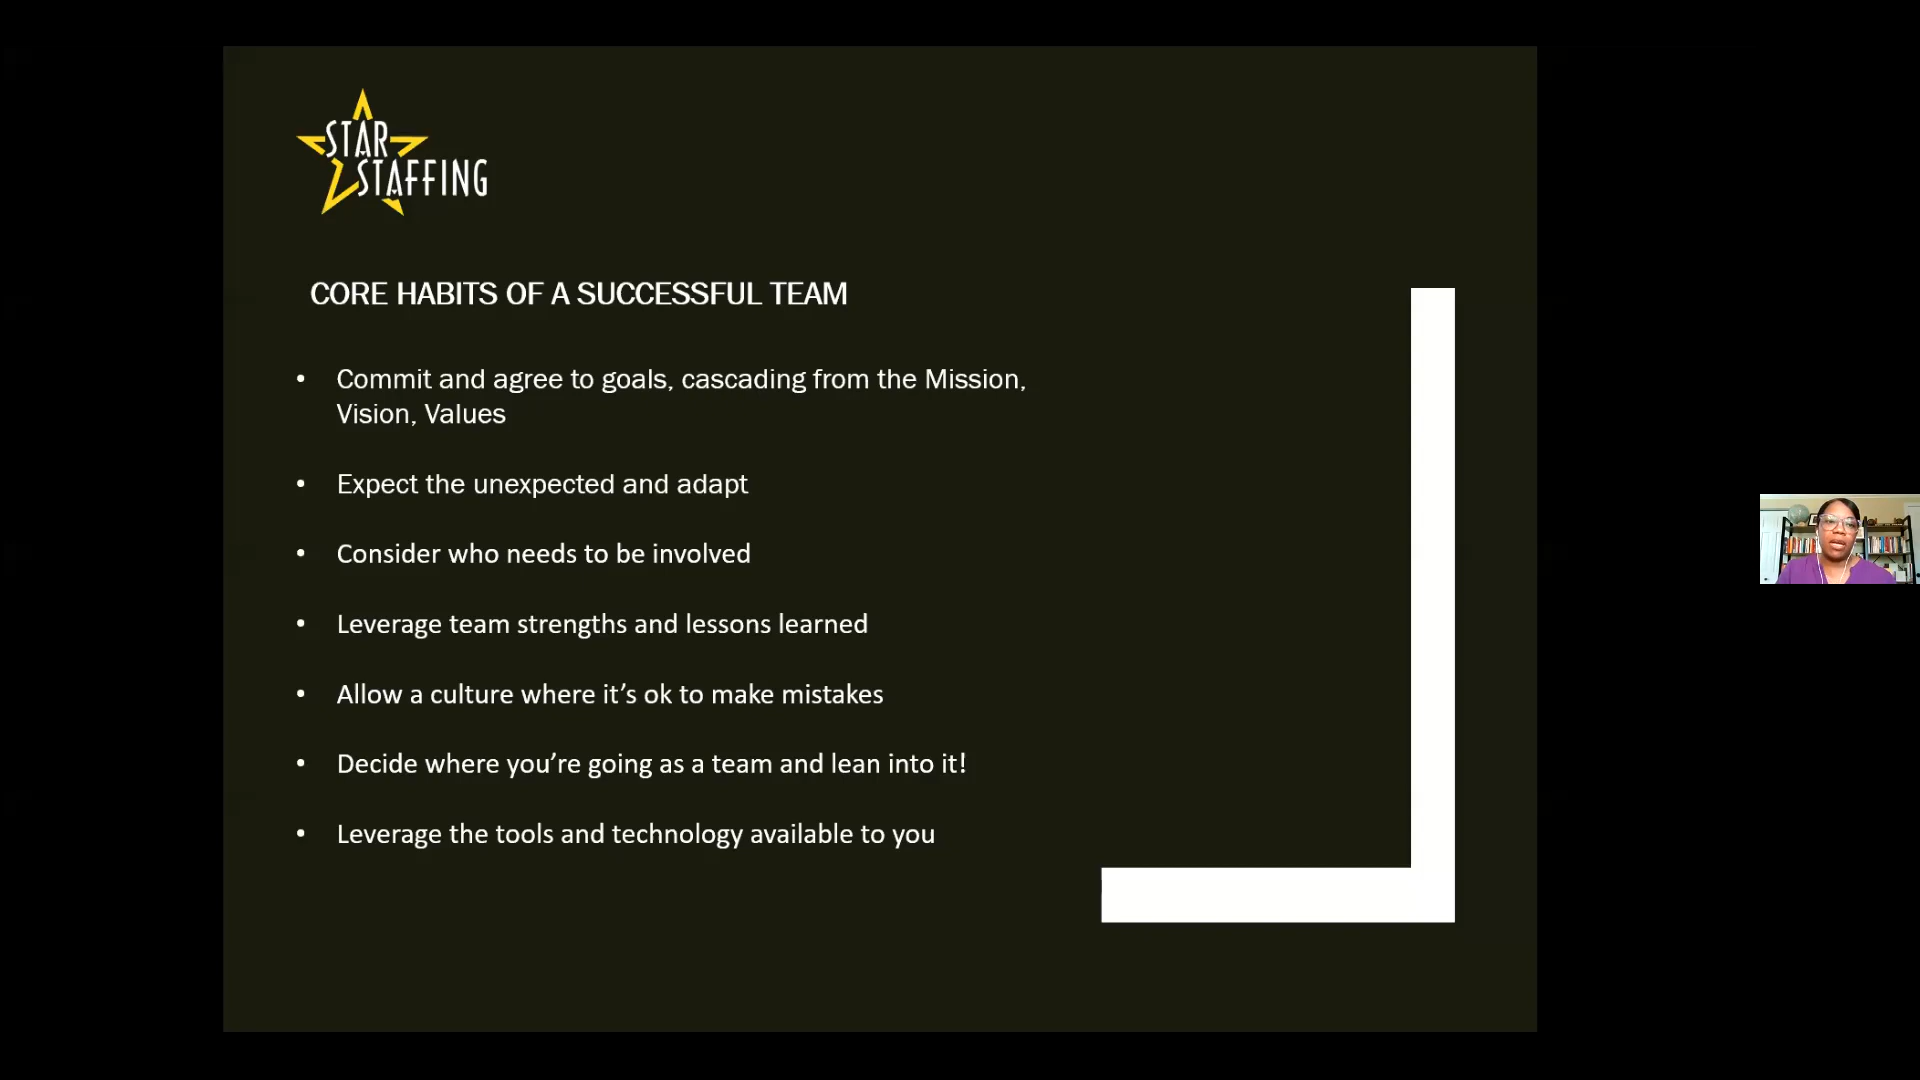 STAR
STAFFING
CORE HABITS OF A SUCCESSFUL TEAM
• Commit and agree to goals, cascading from the Mission,
Vision, Values
• Expect the unexpected and adapt
• Consider who needs to be involved
• Leverage team strengths and lessons learned
• Allow a culture where it’s ok to make mistakes
• Decide where you’re going as a team and lean into it!
• Leverage the tools and technology available to you